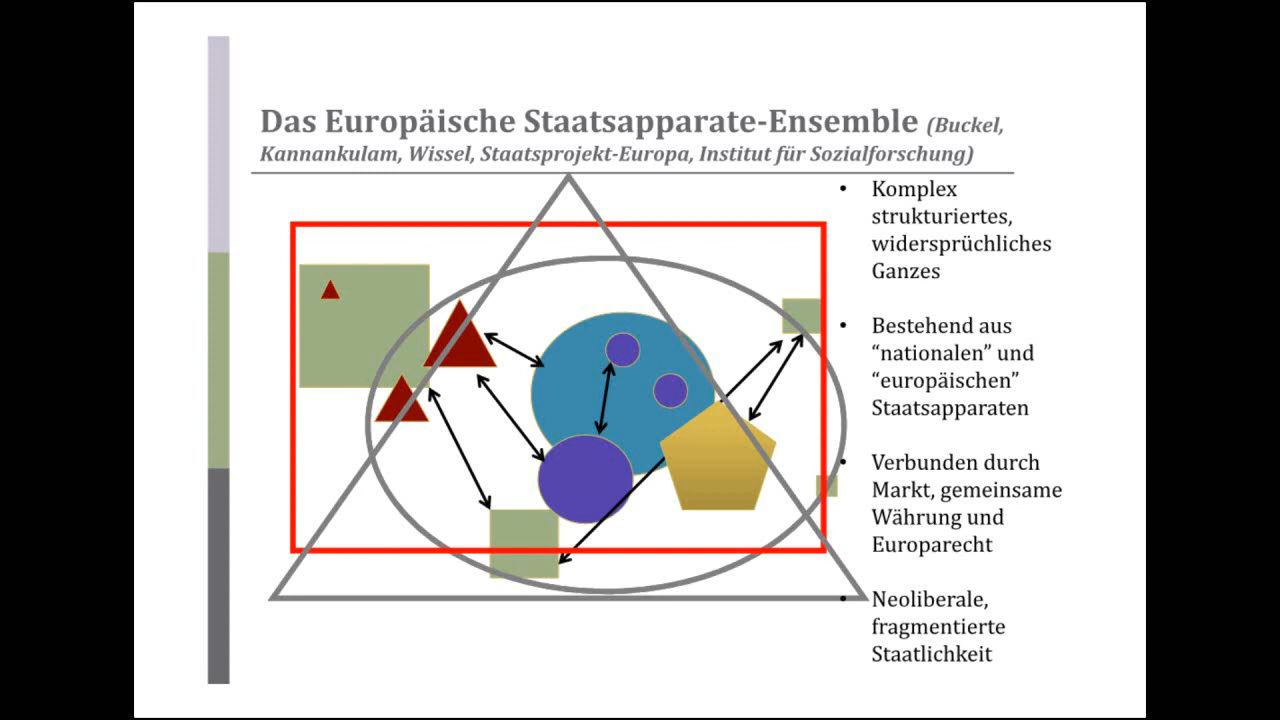 Das Europäische Staatsapparate-Ensemble (Buckel,
Kannankulam, Wissel, Staatsprojekt-Europa, Institut für Sozialforschung)
• Komplex
strukturiertes,
widersprüchliches
Ganzes
• Bestehend aus
“nationalen” und
“europäischen”
Staatsapparaten
• Verbunden durch
Markt, gemeinsame
Währung und
Europarecht
• Neoliberale,
fragmentierte
Staatlichkeit